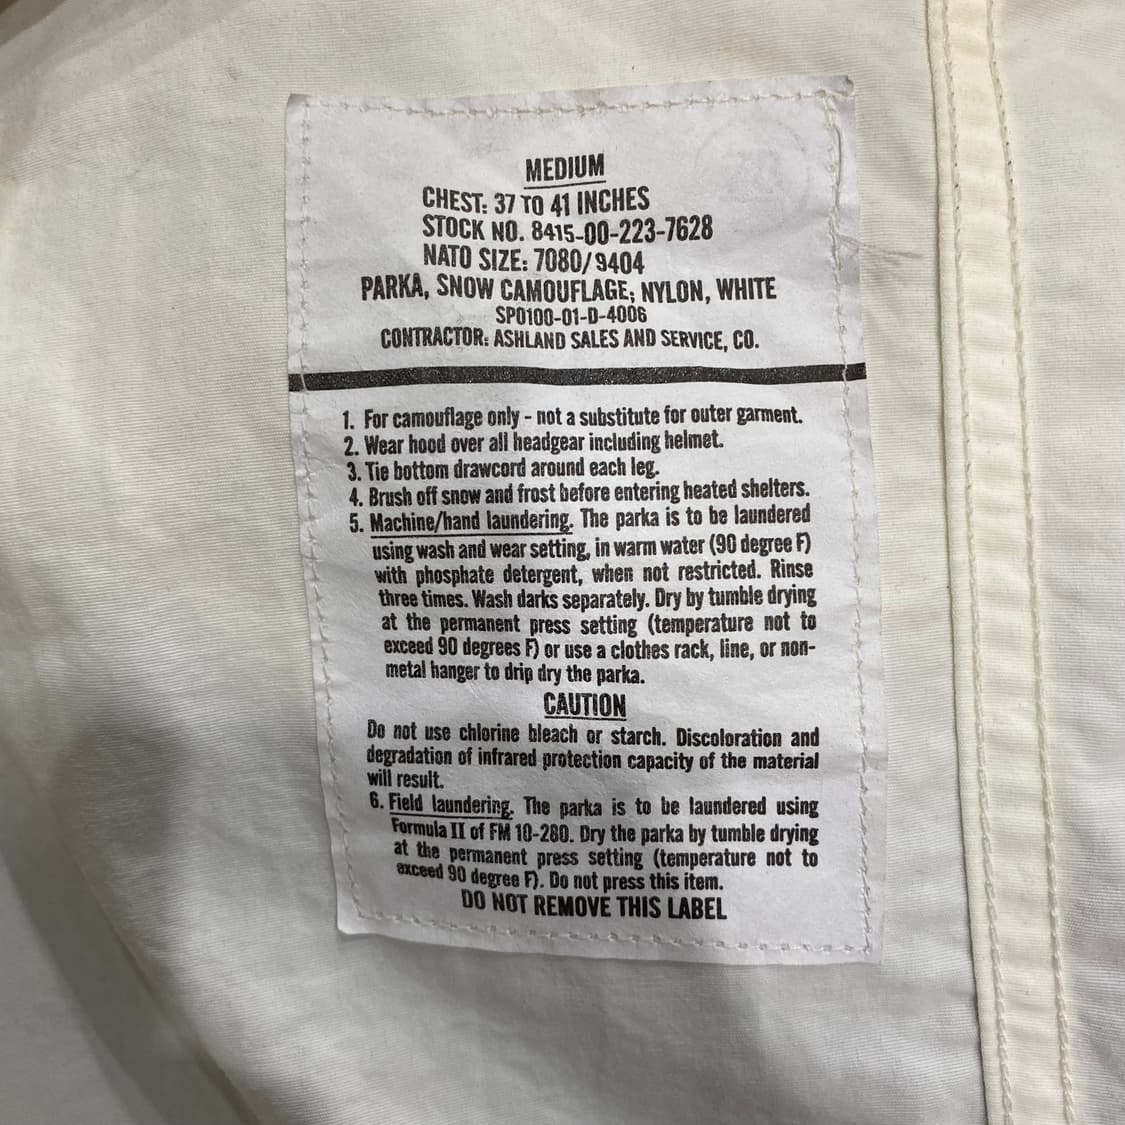 MEDIUM
CHEST: 37 TO 41 INCHES
STOCK NO. 8415-00-223-7628
NATO SIZE: 7080/9404
PARKA, SNOW CAMOUFLAGE; NYLON, WHITE
SP0100-01-D-4006
CONTRACTOR: ASHLAND SALES AND SERVICE, CO.
1. For camouflage only - not a substitute for outer garment.
2. Wear hood over all headgear including helmet.
3. Tie bottom drawcord around each leg.
4. Brush off snow and frost before entering heated shelters.
5. Machine/hand laundering. The parka is to be laundered
using wash and wear setting, in warm water (90 degree F)
with phosphate detergent, when not restricted. Rinse
three times. Wash darks separately. Dry by tumble drying
at the permanent press setting (temperature not to
exceed 90 degrees F) or use a clothes rack, line, or non-
metal hanger to drip dry the parka.
CAUTION
Do not use chlorine bleach or starch. Discoloration and
degradation of infrared protection capacity of the material
will result.
6. Field laundering. The parka is to be laundered using
Formula II of FM 10-280. Dry the parka by tumble drying
at the permanent press setting (temperature not to
exceed 90 degree F). Do not press this item.
DO NOT REMOVE THIS LABEL